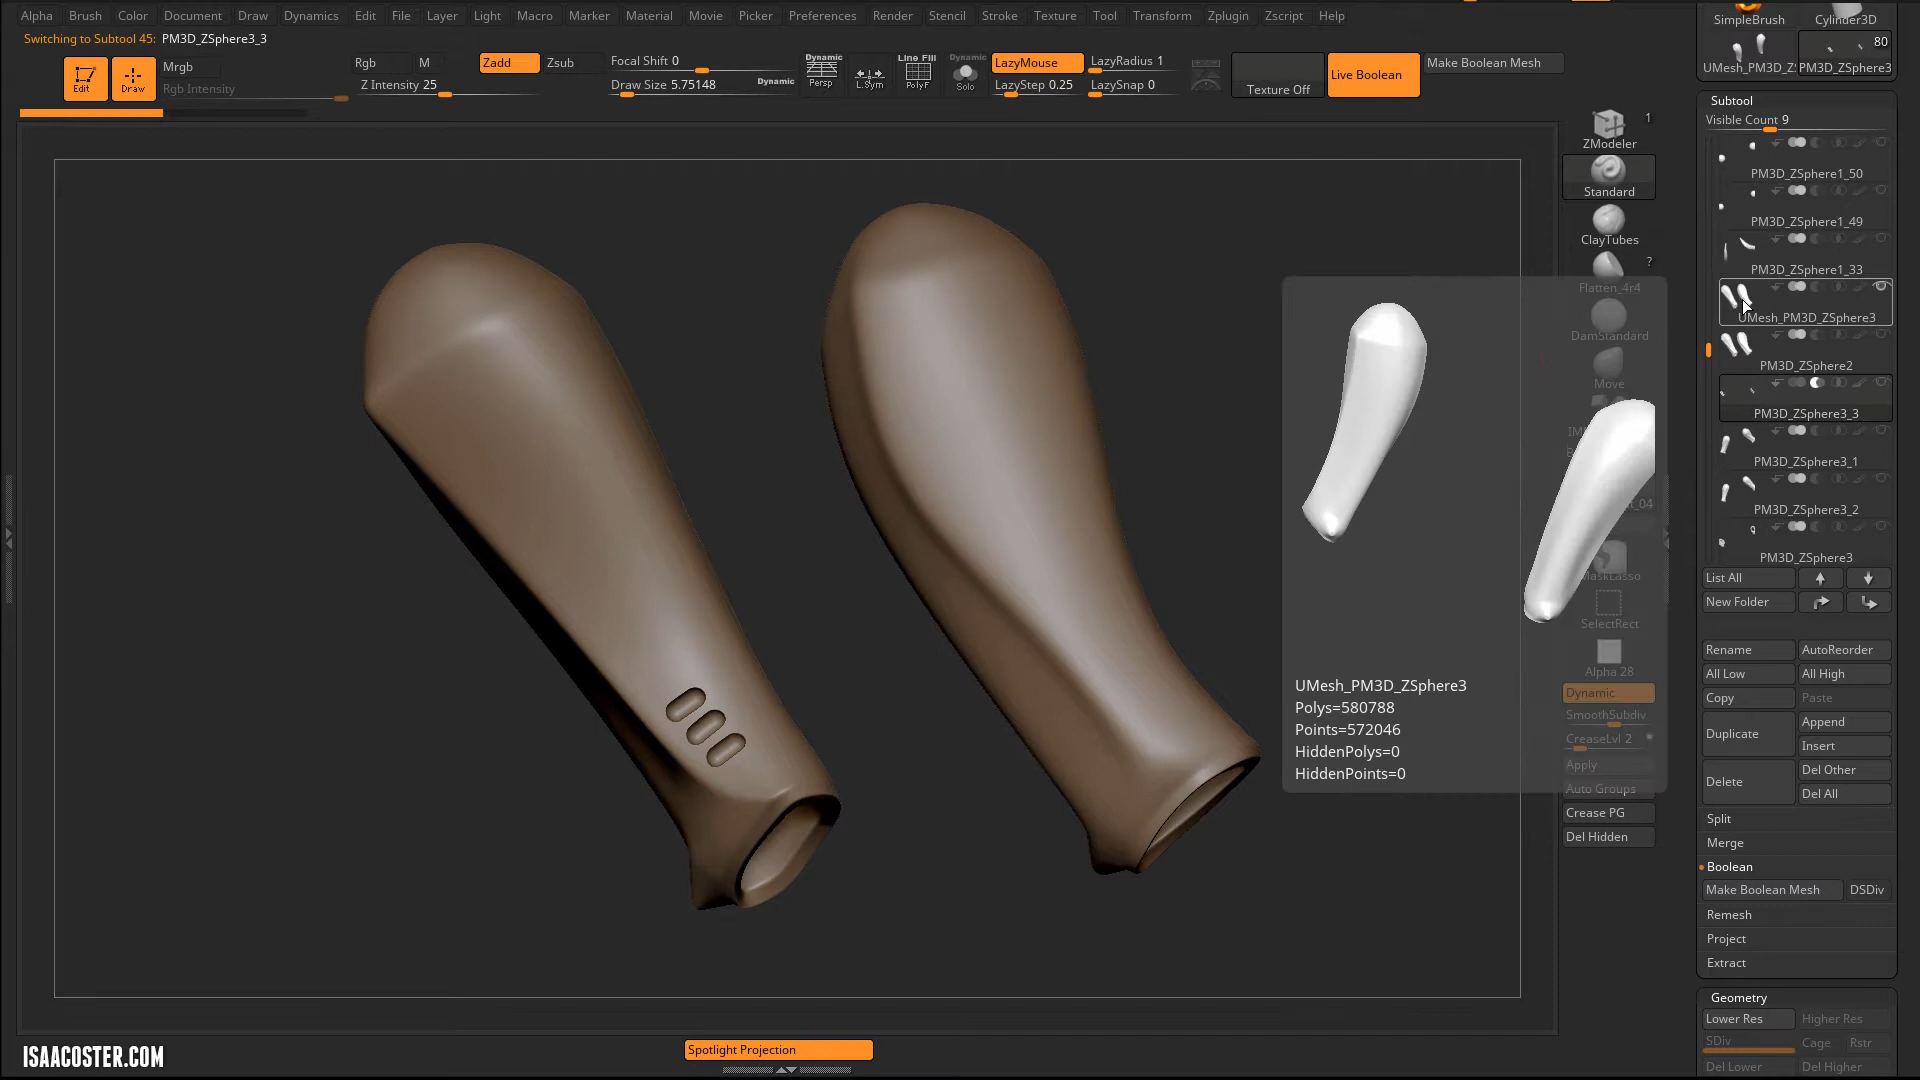 Alpha Brush Color Document Draw Dynamics Edit File Layer Light Macro Marker Material Movie Picker Preferences Render Stencil Stroke Texture Tool Transform Zplugin Zscript Help
Switching to Subtool 45: PM3D_ZSphere3_3
Edit
Draw
Mrgb
Rgb Intensity
Rgb M
Z Intensity 25
Zadd Zsub
Focal Shift 0
Draw Size 5.75148
Dynamic
Dynamic
Persp
L.Sym
Line Fill
PolyF
Dynamic
Solo
LazyMouse
LazyRadius 1
LazyStep 0.25
LazySnap 0
Texture Off
Live Boolean
Make Boolean Mesh
SimpleBrush
Cylinder3D
80
UMesh_PM3D_Z
PM3D_ZSphere3
1
ZModeler
Standard
ClayTubes
?
Flatten_4r4
DamStandard
Move
IM
t_04
MaskLasso
SelectRect
Alpha 28
Dynamic
SmoothSubdiv
CreaseLvl 2
Apply
Auto Groups
Crease PG
Del Hidden
UMesh_PM3D_ZSphere3
Polys=580788
Points=572046
HiddenPolys=0
HiddenPoints=0
Subtool
Visible Count 9
PM3D_ZSphere1_50
PM3D_ZSphere1_49
PM3D_ZSphere1_33
UMesh_PM3D_ZSphere3
PM3D_ZSphere2
PM3D_ZSphere3_3
PM3D_ZSphere3_1
PM3D_ZSphere3_2
PM3D_ZSphere3
List All
New Folder
Rename AutoReorder
All Low All High
Copy Paste
Duplicate
Append
Insert
Delete
Del Other
Del All
Split
Merge
Boolean
Make Boolean Mesh DSDiv
Remesh
Project
Extract
Geometry
Lower Res Higher Res
SDiv Cage Rstr
Del Lower Del Higher
Spotlight Projection
ISAACOSTER.COM